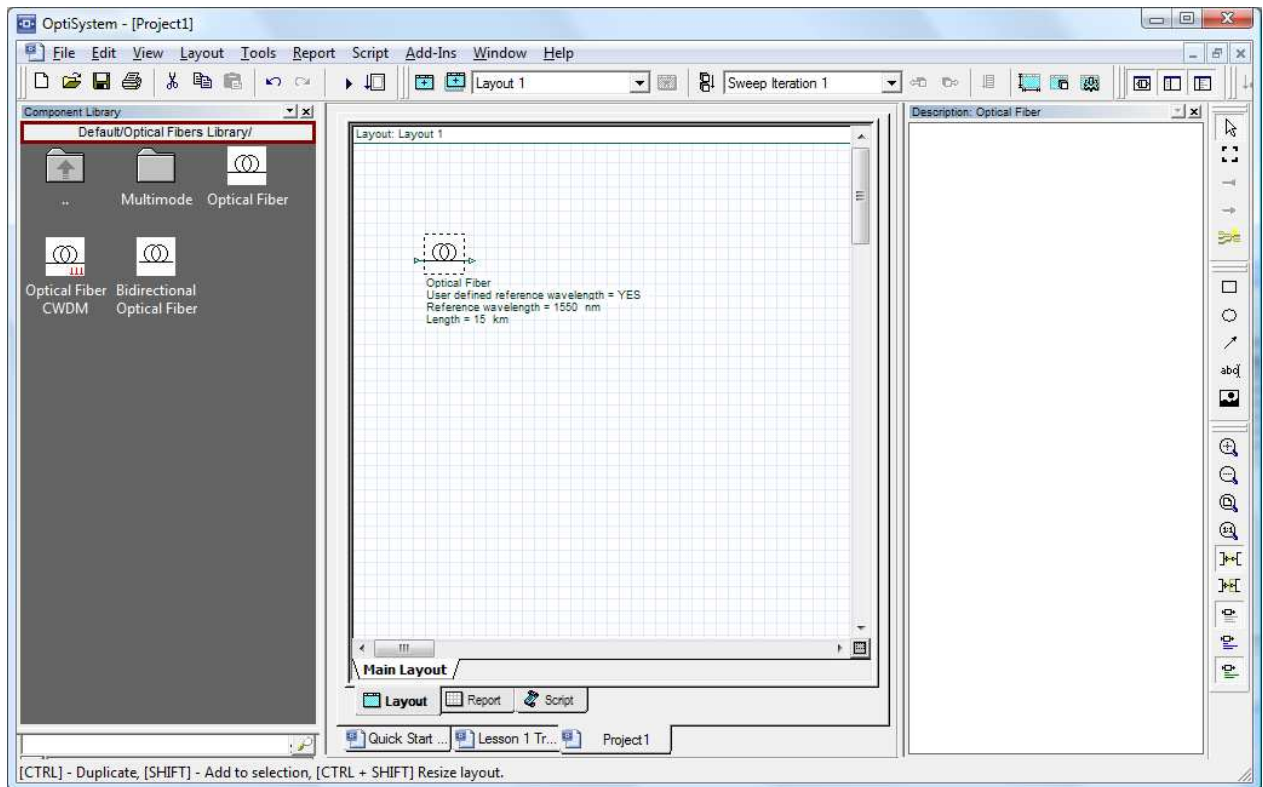 OptiSystem - [Project1]
File Edit View Layout Tools Report Script Add-Ins Window Help
Layout 1 Sweep Iteration 1
Component Library
Default/Optical Fibers Library/
.. Multimode Optical Fiber
Optical Fiber CWDM
Bidirectional Optical Fiber
Layout: Layout 1
Optical Fiber
User defined reference wavelength = YES
Reference wavelength = 1550 nm
Length = 15 km
Main Layout
Layout Report Script
Quick Start ... Lesson 1 Tr... Project1
Description: Optical Fiber
abc
1:1
[CTRL] - Duplicate, [SHIFT] - Add to selection, [CTRL + SHIFT] Resize layout.